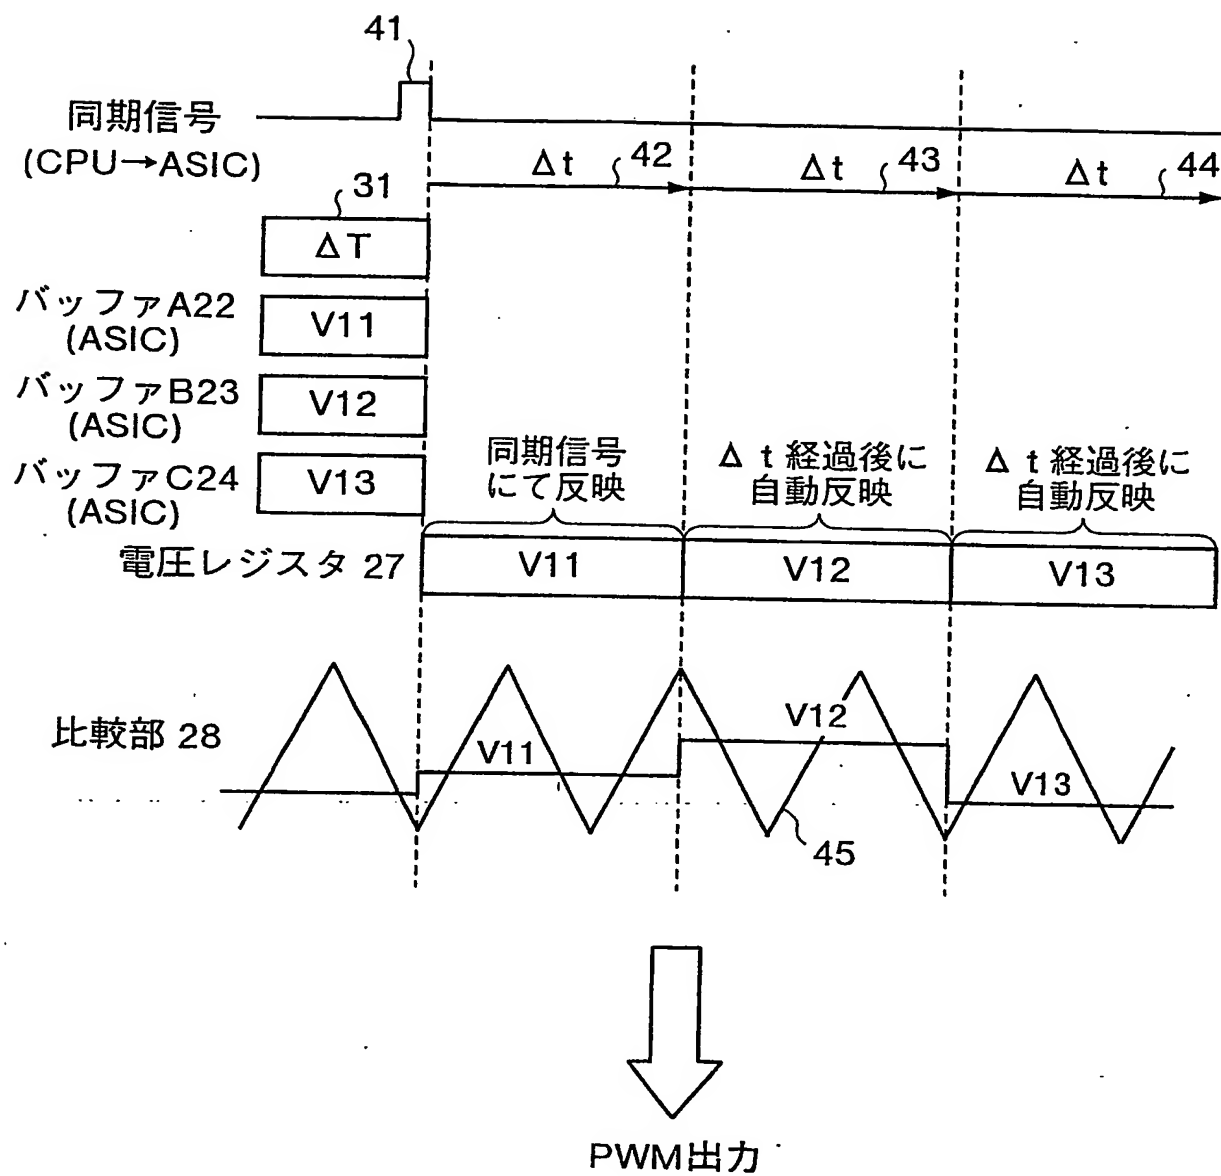 41
同期信号
(CPU→ASIC)
Δt 42
Δt 43
Δt 44
31
ΔT
バッファA22
(ASIC)
V11
バッファB23
(ASIC)
V12
バッファC24
(ASIC)
V13
同期信号
にて反映
Δt経過後に
自動反映
Δt経過後に
自動反映
電圧レジスタ 27
V11
V12
V13
比較部 28
V11
V12
V13
45
PWM出力